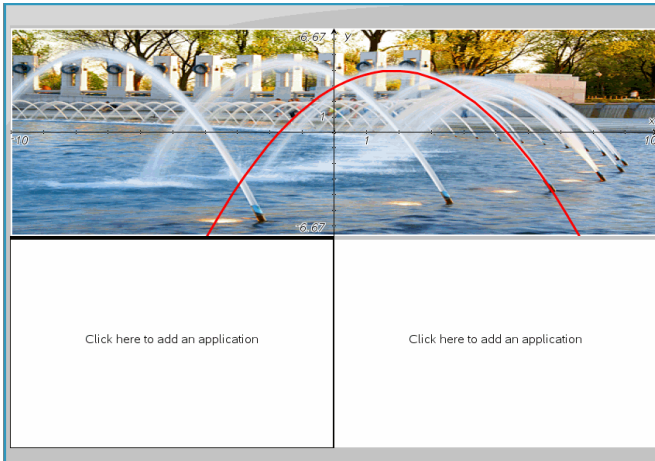 6.67 y
1
-10 1 10
x
-6.67
Click here to add an application
Click here to add an application